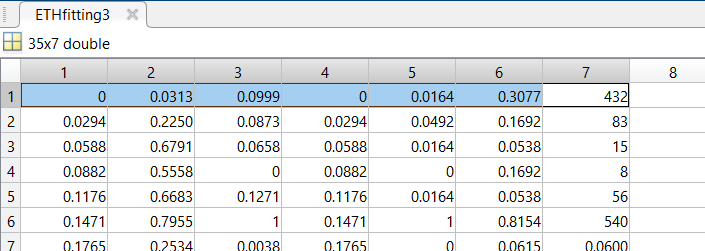 ETHfitting3
35x7 double
1 2 3 4 5 6 7 8
1 0 0.0313 0.0999 0 0.0164 0.3077 432
2 0.0294 0.2250 0.0873 0.0294 0.0492 0.1692 83
3 0.0588 0.6791 0.0658 0.0588 0.0164 0.0538 15
4 0.0882 0.5558 0 0.0882 0 0.1692 8
5 0.1176 0.6683 0.1271 0.1176 0.0164 0.0538 56
6 0.1471 0.7955 1 0.1471 1 0.8154 540
7 0.1765 0.2534 0.0038 0.1765 0 0.0615 0.0600